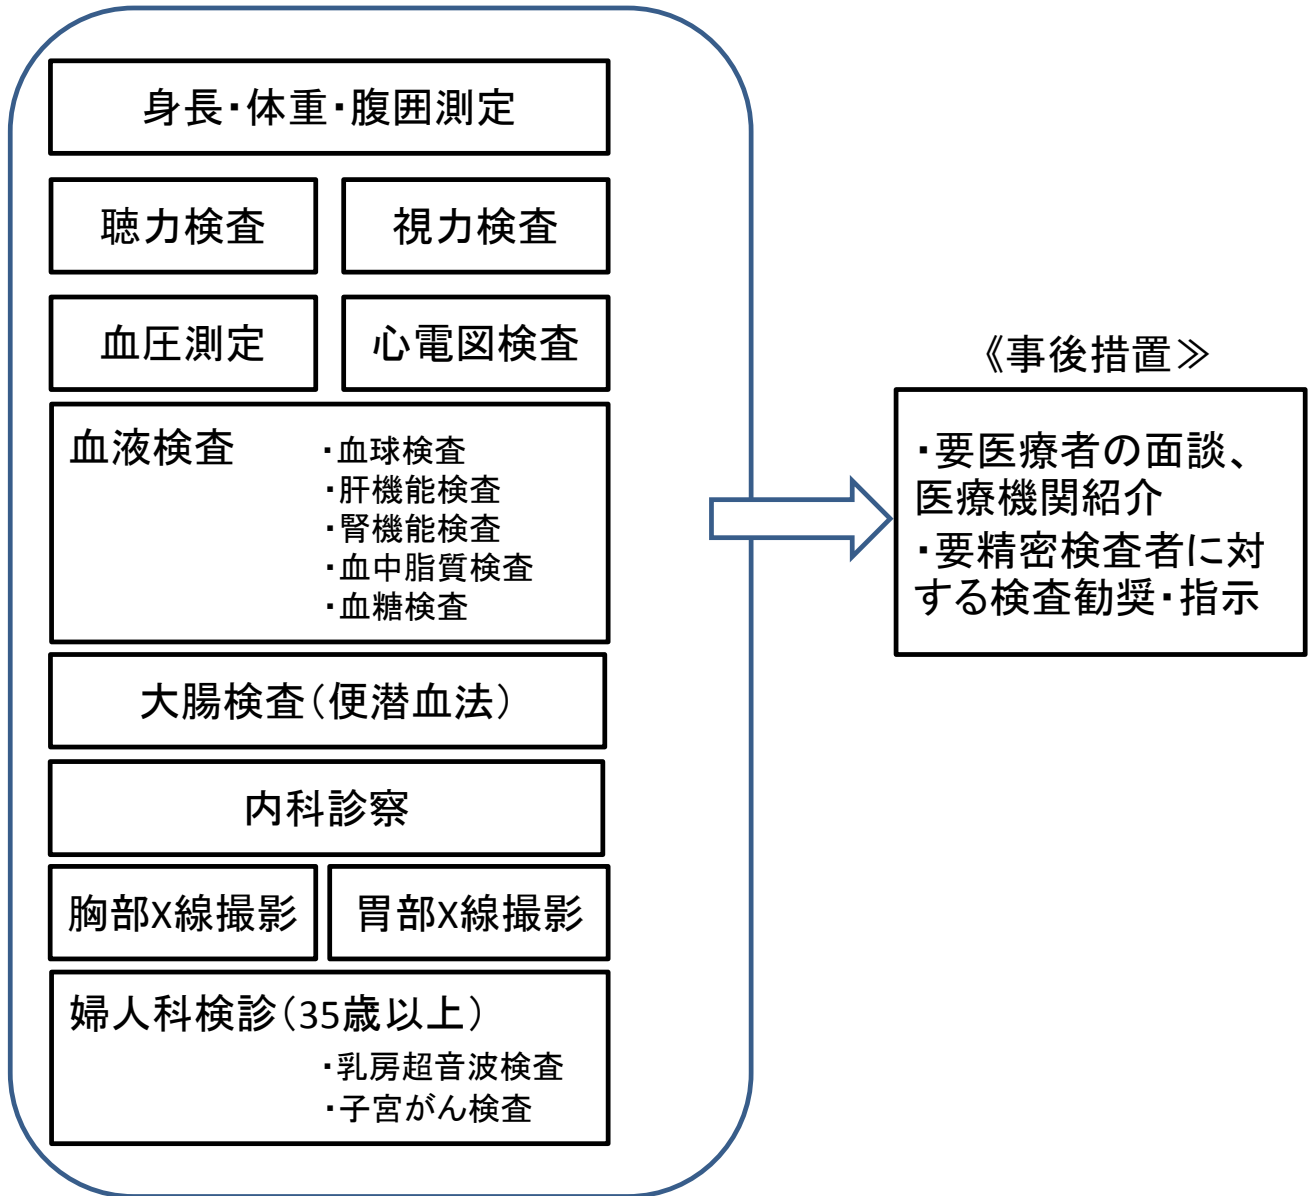 身長・体重・腹囲測定
聴力検査
視力検査
血圧測定
心電図検査
血液検査
・血球検査
・肝機能検査
・腎機能検査
・血中脂質検査
・血糖検査
大腸検査（便潜血法）
内科診察
胸部X線撮影
胃部X線撮影
婦人科検診（35歳以上）
・乳房超音波検査
・子宮がん検査
《事後措置≫
・要医療者の面談、
医療機関紹介
・要精密検査者に対
する検査勧奨・指示